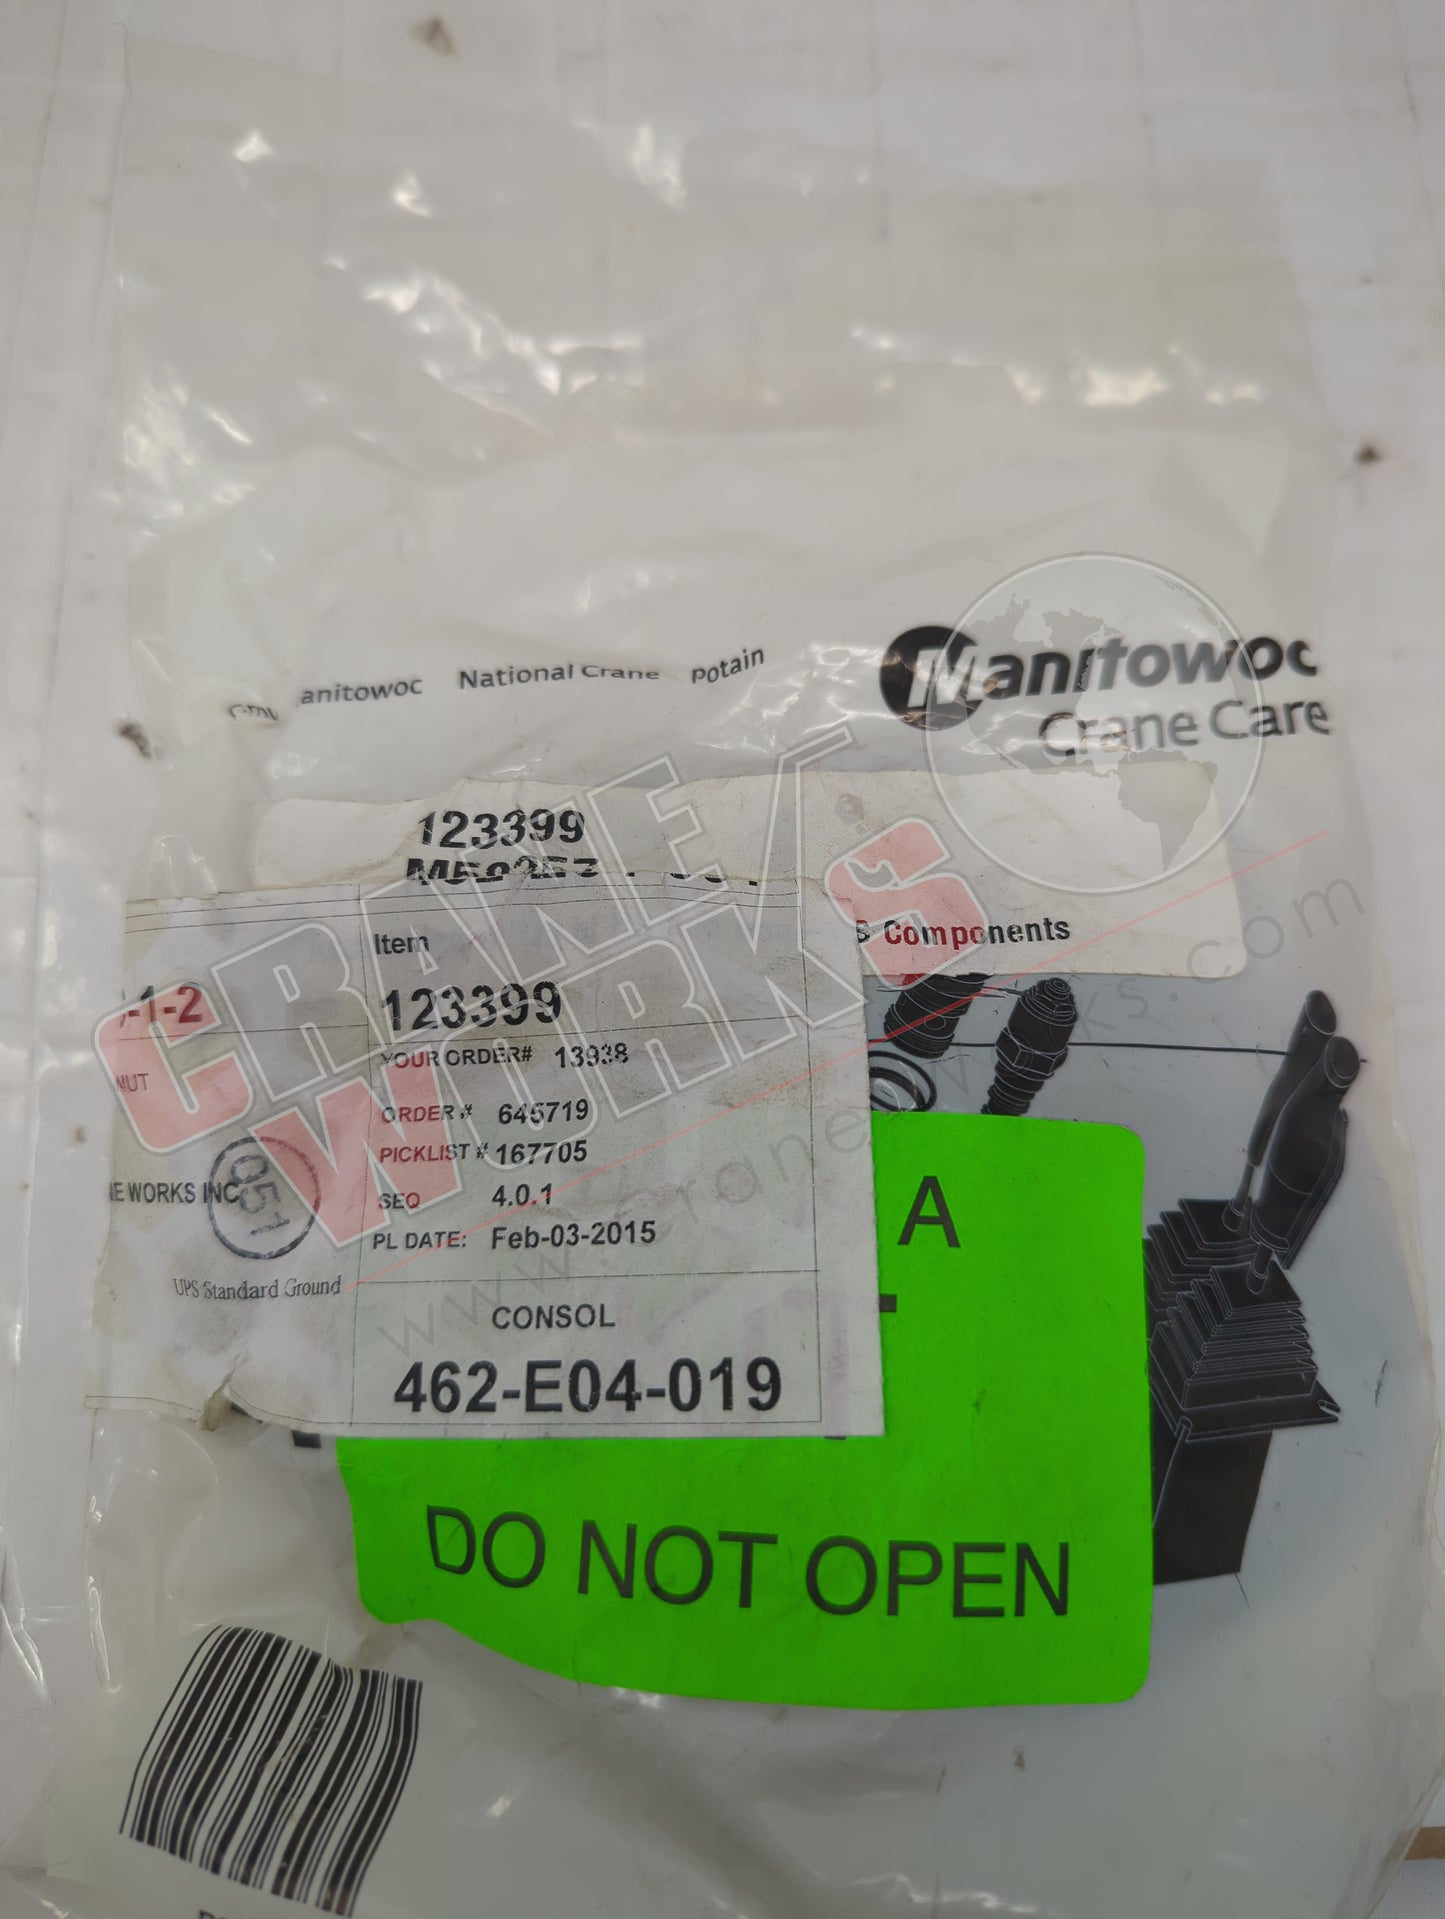 anitowoc National Crane potain
Manitowoc
Crane Care
123399
Components
Item
-1-2
123399
YOUR ORDER# 13938
NUT
ORDER # 645719
PICKLIST # 167705
NE WORKS INC
Q51
SEQ 4.0.1
PL DATE: Feb-03-2015
UPS Standard Ground
CONSOL
462-E04-019
A
DO NOT OPEN
CRANE
WORKS
www.craneworks.com